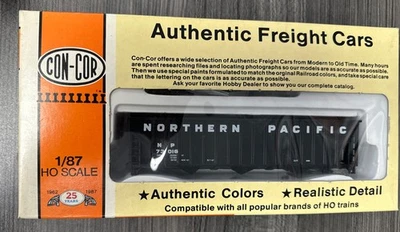 Authentic Freight Cars
CON-COR
Con-Cor offers a wide selection of Authentic Freight Cars from Modern to Old Time. Many hours
are spent researching files and locating photographs so our models are as accurate as possible.
Then we use special paints formulated to match the orginal Railroad colors, and take special care
that the lettering on the cars is as accurate as possible.
Ask your favorite Hobby Dealer to show you our complete catalog.
NORTHERN PACIFIC
NP
1/87
HO SCALE
1962 25 1987
YEARS
★Authentic Colors ★Realistic Detail
Compatible with all popular brands of HO trains